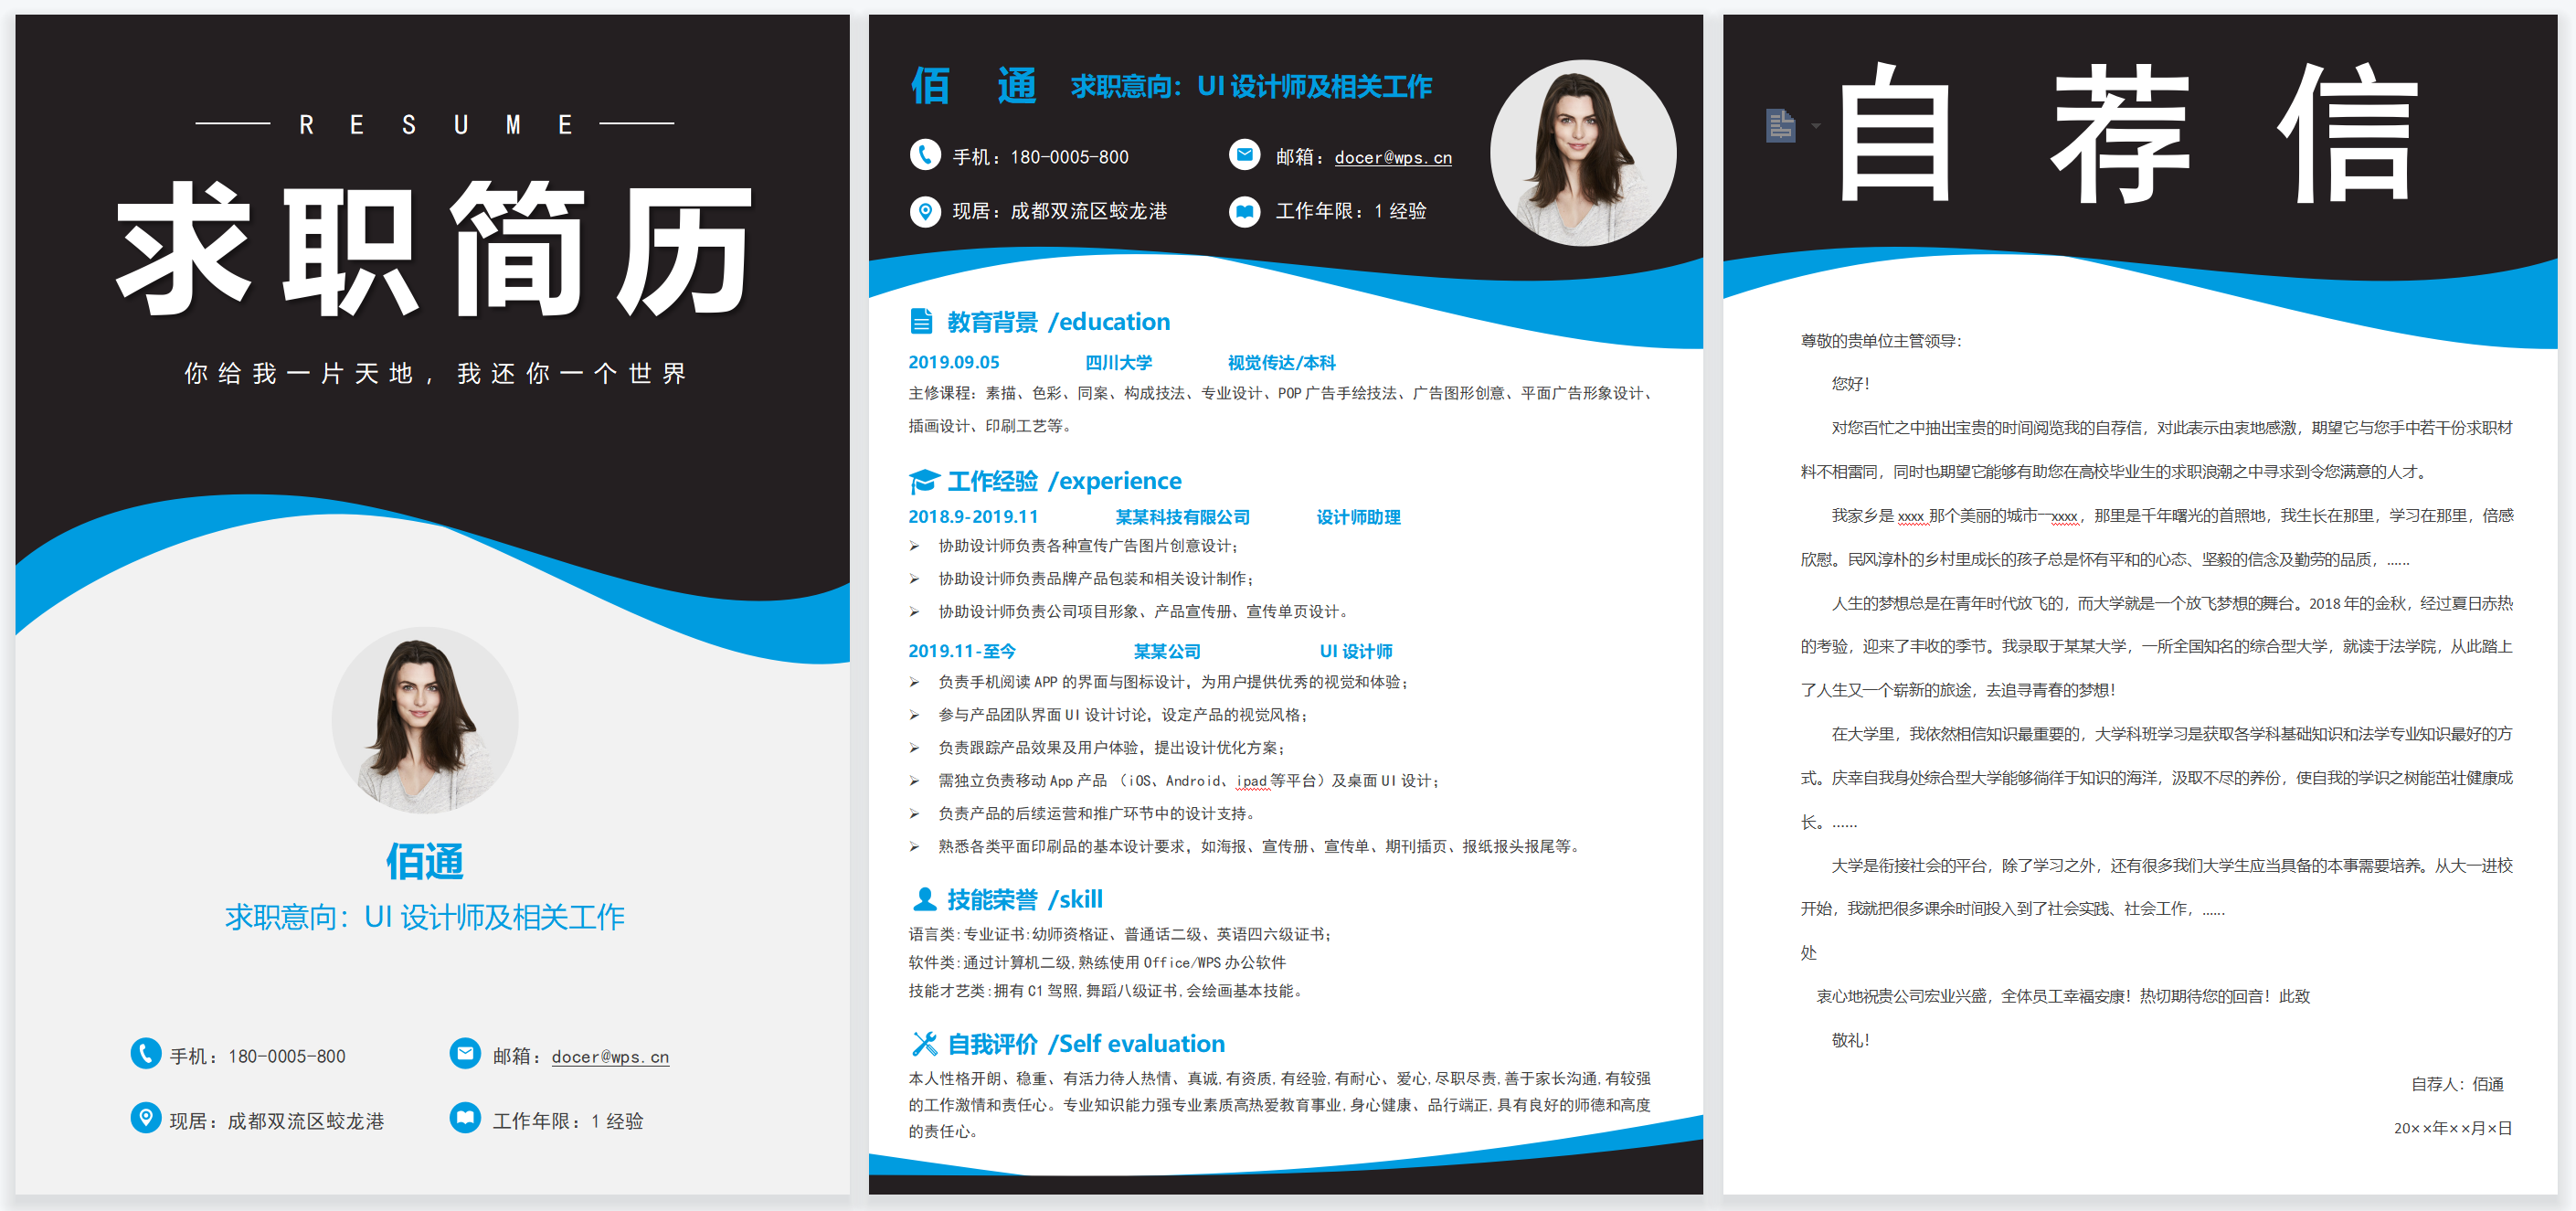 RESUME
求职简历
你给我一片天地，我还你一个世界
佰通
求职意向：UI 设计师及相关工作
手机：180-0005-800
邮箱：docer@wps.cn
现居：成都双流区蛟龙港
工作年限：1 经验
佰 通 求职意向：UI 设计师及相关工作
手机：180-0005-800
邮箱：docer@wps.cn
现居：成都双流区蛟龙港
工作年限：1 经验
教育背景 /education
2019.09.05 四川大学 视觉传达/本科
主修课程：素描、色彩、同案、构成技法、专业设计、POP 广告手绘技法、广告图形创意、平面广告形象设计、
插画设计、印刷工艺等。
工作经验 /experience
2018.9-2019.11 某某科技有限公司 设计师助理
协助设计师负责各种宣传广告图片创意设计；
协助设计师负责品牌产品包装和相关设计制作；
协助设计师负责公司项目形象、产品宣传册、宣传单页设计。
2019.11-至今 某某公司 UI 设计师
负责手机阅读 APP 的界面与图标设计，为用户提供优秀的视觉和体验；
参与产品团队界面 UI 设计讨论，设定产品的视觉风格；
负责跟踪产品效果及用户体验，提出设计优化方案；
需独立负责移动 App 产品 （iOS、Android、ipad 等平台）及桌面 UI 设计；
负责产品的后续运营和推广环节中的设计支持。
熟悉各类平面印刷品的基本设计要求，如海报、宣传册、宣传单、期刊插页、报纸报头报尾等。
技能荣誉 /skill
语言类:专业证书:幼师资格证、普通话二级、英语四六级证书；
软件类:通过计算机二级,熟练使用 Office/WPS 办公软件
技能才艺类:拥有 C1 驾照,舞蹈八级证书,会绘画基本技能。
自我评价 /Self evaluation
本人性格开朗、稳重、有活力待人热情、真诚,有资质,有经验,有耐心、爱心,尽职尽责,善于家长沟通,有较强
的工作激情和责任心。专业知识能力强专业素质高热爱教育事业,身心健康、品行端正,具有良好的师德和高度
的责任心。
自荐信
尊敬的贵单位主管领导：
您好！
对您百忙之中抽出宝贵的时间阅览我的自荐信，对此表示由衷地感激，期望它与您手中若干份求职材
料不相雷同，同时也期望它能够有助您在高校毕业生的求职浪潮之中寻求到令您满意的人才。
我家乡是 xxxx 那个美丽的城市—xxxx，那里是千年曙光的首照地，我生长在那里，学习在那里，倍感
欣慰。民风淳朴的乡村里成长的孩子总是怀有平和的心态、坚毅的信念及勤劳的品质，……
人生的梦想总是在青年时代放飞的，而大学就是一个放飞梦想的舞台。2018 年的金秋，经过夏日赤热
的考验，迎来了丰收的季节。我录取于某某大学，一所全国知名的综合型大学，就读于法学院，从此踏上
了人生又一个崭新的旅途，去追寻青春的梦想！
在大学里，我依然相信知识最重要的，大学科班学习是获取各学科基础知识和法学专业知识最好的方
式。庆幸自我身处综合型大学能够徜徉于知识的海洋，汲取不尽的养份，使自我的学识之树能茁壮健康成
长。……
大学是衔接社会的平台，除了学习之外，还有很多我们大学生应当具备的本事需要培养。从大一进校
开始，我就把很多课余时间投入到了社会实践、社会工作，……
处
衷心地祝贵公司宏业兴盛，全体员工幸福安康！热切期待您的回音！此致
敬礼！
自荐人：佰通
20××年××月×日